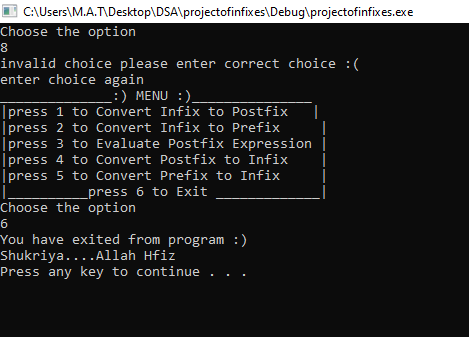 C:\Users\M.A.T\Desktop\DSA\projectofinfixes\Debug\projectofinfixes.exe
Choose the option
8
invalid choice please enter correct choice :(
enter choice again
______________:) MENU :)_______________
|press 1 to Convert Infix to Postfix   |
|press 2 to Convert Infix to Prefix     |
|press 3 to Evaluate Postfix Expression |
|press 4 to Convert Postfix to Infix    |
|press 5 to Convert Prefix to Infix     |
|__________press 6 to Exit _____________|
Choose the option
6
You have exited from program :)
Shukriya....Allah Hfiz
Press any key to continue . . .